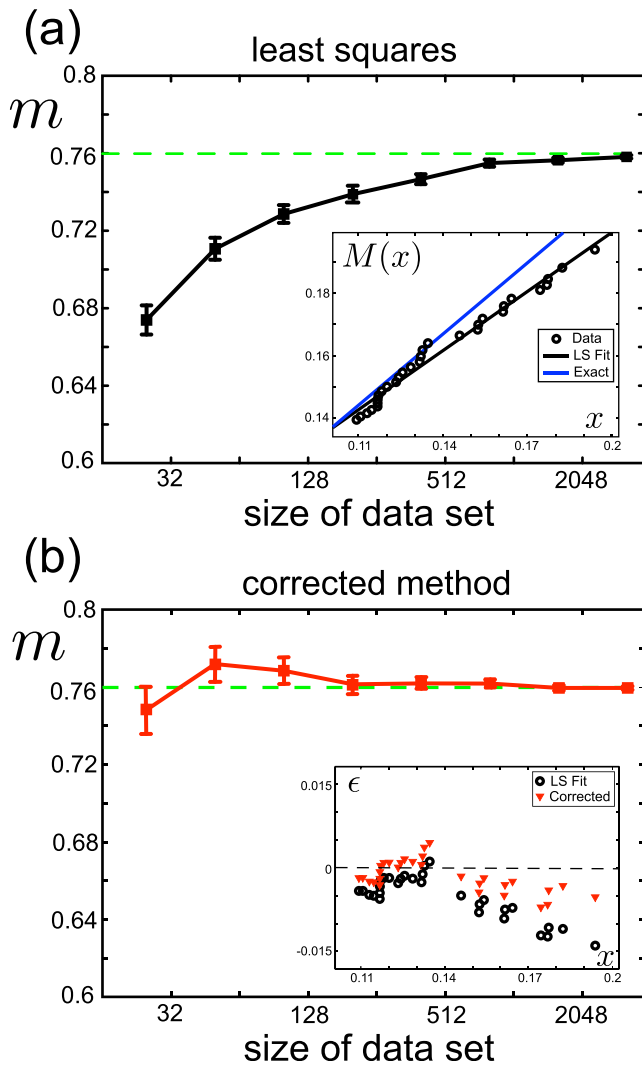 (a)
least squares
m
0.8
0.76
0.72
0.68
0.64
0.6
M(x)
0.18
0.16
0.14
Data
LS Fit
Exact
x
0.11
0.14
0.17
0.2
32
128
512
2048
size of data set
(b)
corrected method
m
0.8
0.76
0.72
0.68
0.64
0.6
ϵ
0.015
0
-0.015
LS Fit
Corrected
x
0.11
0.14
0.17
0.2
32
128
512
2048
size of data set